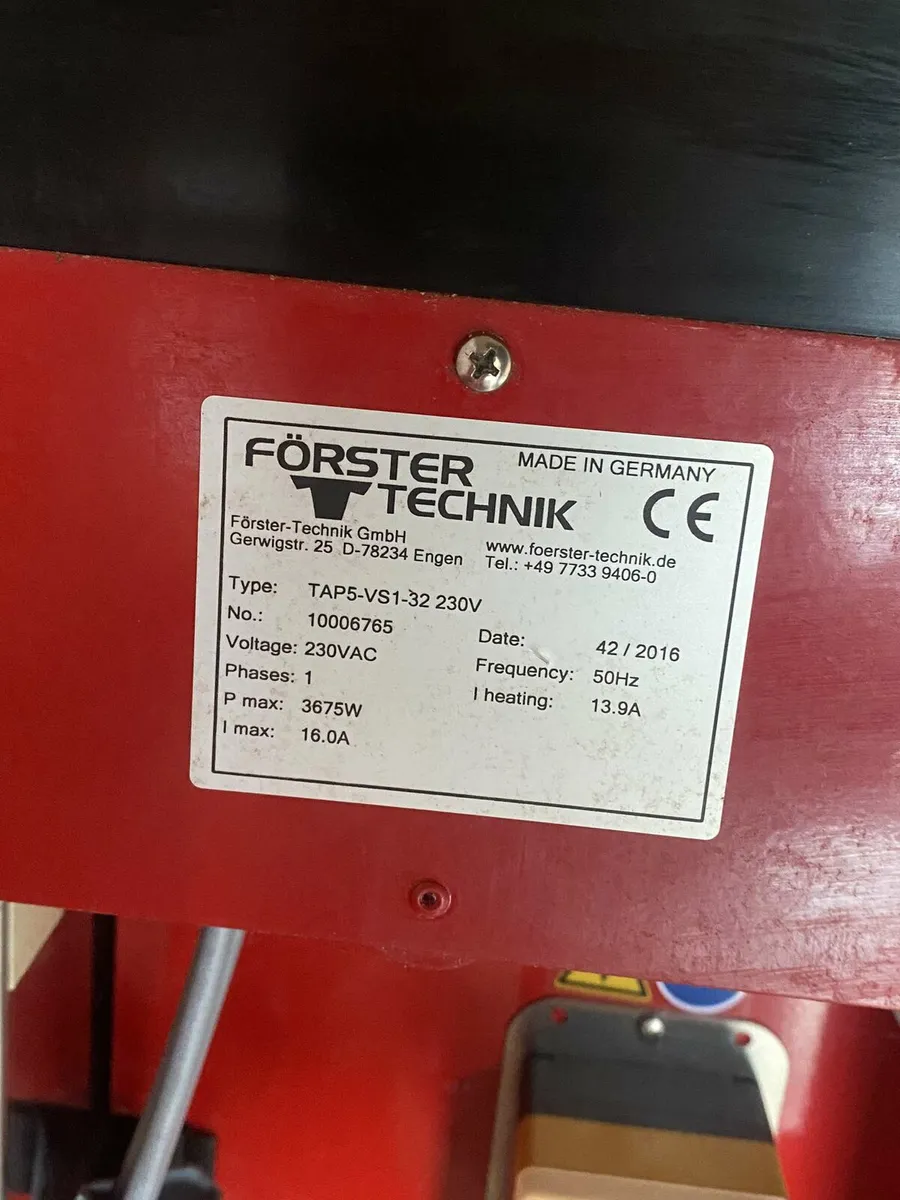 FÖRSTER
TECHNIK
MADE IN GERMANY
CE
Förster-Technik GmbH
Gerwigstr. 25 D-78234 Engen
www.foerster-technik.de
Tel.: +49 7733 9406-0
Type: TAP5-VS1-32 230V
No.: 10006765
Date: 42 / 2016
Voltage: 230VAC
Frequency: 50Hz
Phases: 1
I heating: 13.9A
P max: 3675W
I max: 16.0A